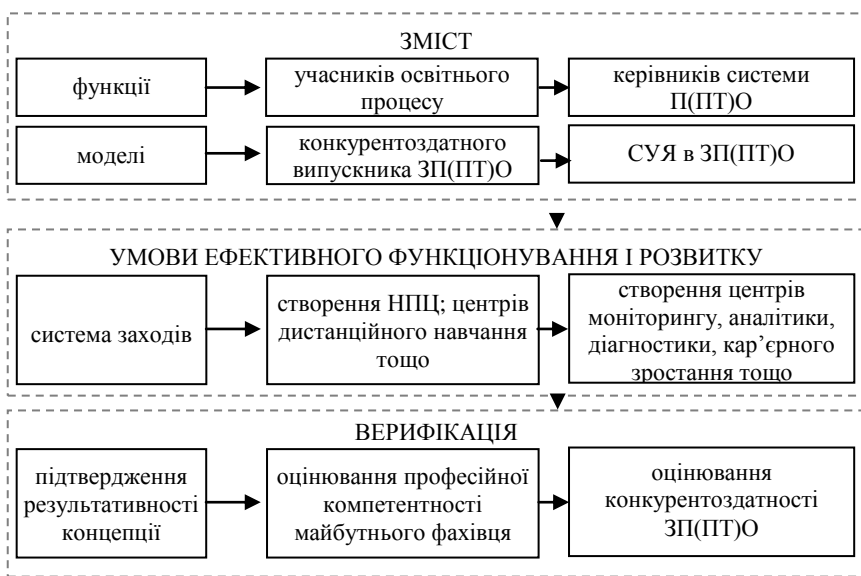 ЗМІСТ
функції
учасників освітнього
процесу
керівників системи
П(ПТ)О
моделі
конкурентоздатного
випускника ЗП(ПТ)О
СУЯ в ЗП(ПТ)О
УМОВИ ЕФЕКТИВНОГО ФУНКЦІОНУВАННЯ І РОЗВИТКУ
система заходів
створення НПЦ; центрів
дистанційного навчання
тощо
створення центрів
моніторингу, аналітики,
діагностики, кар’єрного
зростання тощо
ВЕРИФІКАЦІЯ
підтвердження
результативності
концепції
оцінювання професійної
компетентності
майбутнього фахівця
оцінювання
конкурентоздатності
ЗП(ПТ)О